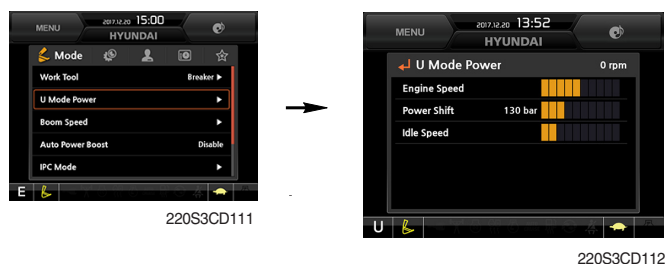 MENU
2017.12.20 15:00
HYUNDAI
Mode
Work Tool Breaker ▶
U Mode Power ▶
Boom Speed ▶
Auto Power Boost Disable
IPC Mode ▶
E
220S3CD111
MENU
2017.12.20 13:52
HYUNDAI
U Mode Power 0 rpm
Engine Speed
Power Shift 130 bar
Idle Speed
U
220S3CD112